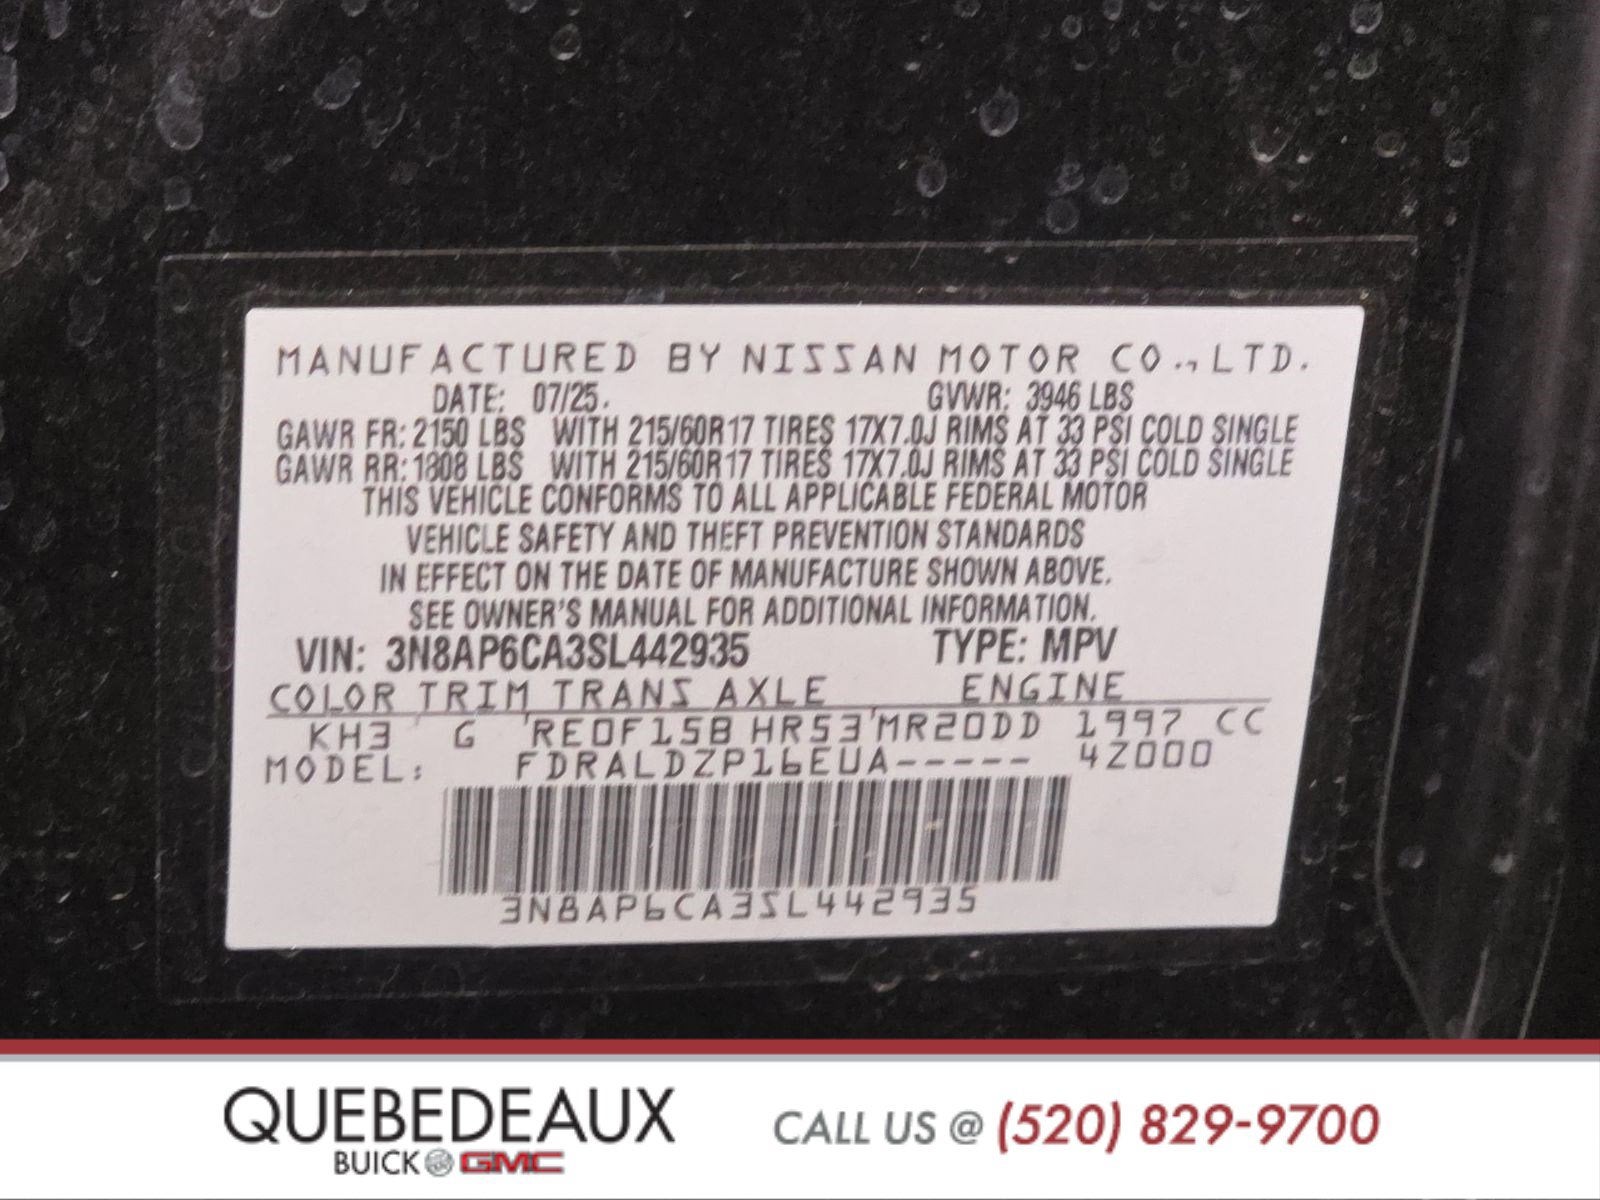 MANUFACTURED BY NISSAN MOTOR CO., LTD.
DATE: 07/25. GVWR: 3946 LBS
GAWR FR: 2150 LBS WITH 215/60R17 TIRES 17X7.0J RIMS AT 33 PSI COLD SINGLE
GAWR RR: 1808 LBS WITH 215/60R17 TIRES 17X7.0J RIMS AT 33 PSI COLD SINGLE
THIS VEHICLE CONFORMS TO ALL APPLICABLE FEDERAL MOTOR
VEHICLE SAFETY AND THEFT PREVENTION STANDARDS
IN EFFECT ON THE DATE OF MANUFACTURE SHOWN ABOVE.
SEE OWNER'S MANUAL FOR ADDITIONAL INFORMATION.
VIN: 3N8AP6CA3SL442935 TYPE: MPV
COLOR TRIM TRANS AXLE ENGINE
KH3 G RE0F15B HR53 MR20DD 1997 CC
MODEL: FDRALDZP16EUA----- 4Z000
3N8AP6CA3SL442935
QUEBEDEAUX
BUICK GMC
CALL US @ (520) 829-9700